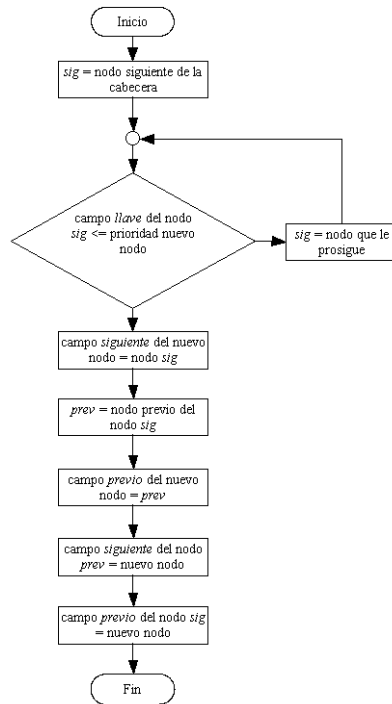 Inicio
sig = nodo siguiente de la
cabecera
campo llave del nodo
sig <= prioridad nuevo
nodo
sig = nodo que le
prosigue
campo siguiente del nuevo
nodo = nodo sig
prev = nodo previo del
nodo sig
campo previo del nuevo
nodo = prev
campo siguiente del nodo
prev = nuevo nodo
campo previo del nodo sig
= nuevo nodo
Fin